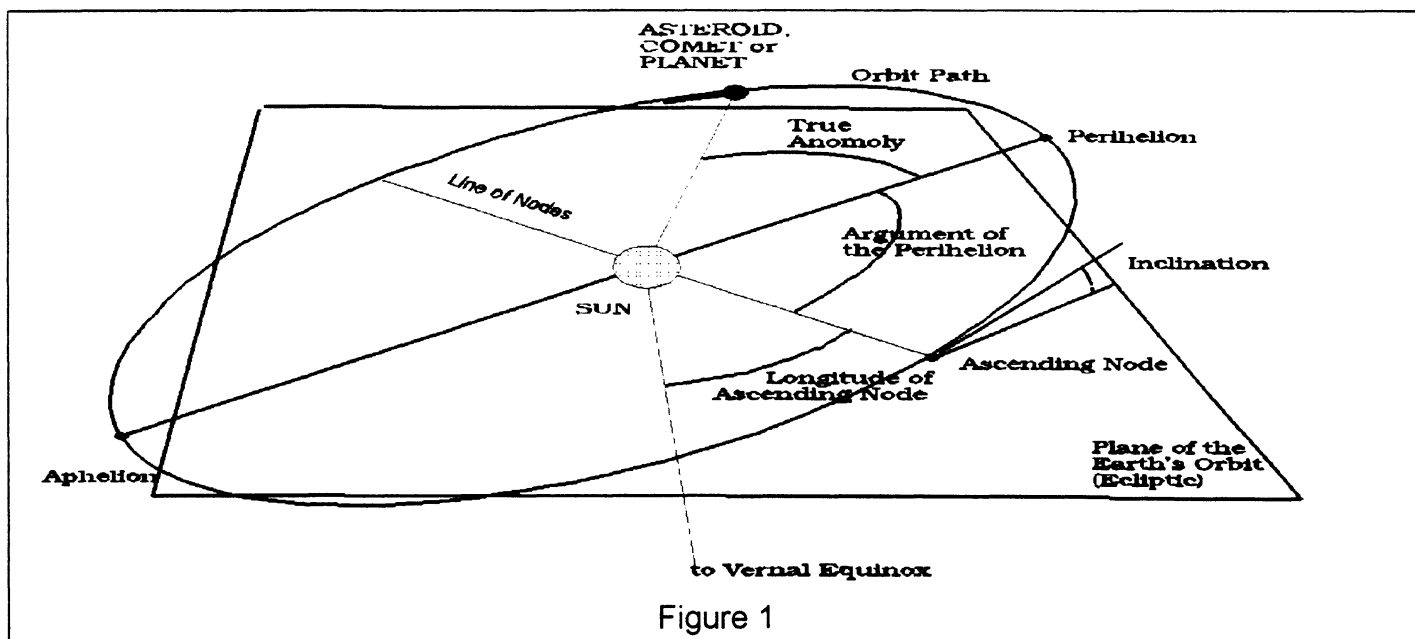 ASTEROID,
COMET or
PLANET
Orbit Path
True
Anomoly
Perihelion
Line of Nodes
Argument of
the Perihelion
Inclination
SUN
Ascending Node
Longitude of
Ascending Node
Plane of the
Earth's Orbit
(Ecliptic)
Aphelion
to Vernal Equinox
Figure 1